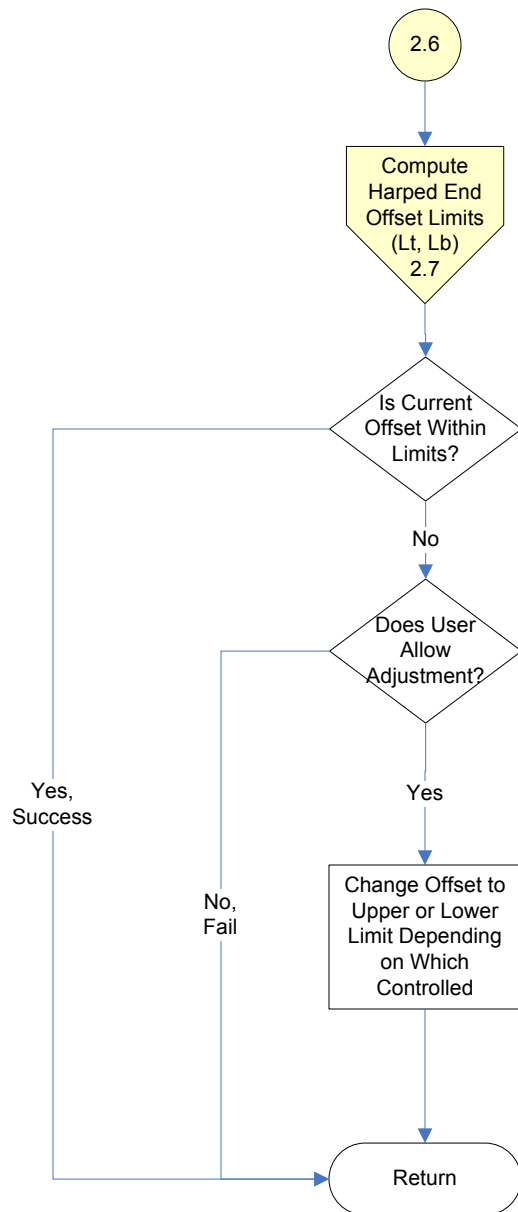 2.6
Compute
Harped End
Offset Limits
(Lt, Lb)
2.7
Is Current
Offset Within
Limits?
No
Does User
Allow
Adjustment?
Yes,
Success
Yes
No,
Fail
Change Offset to
Upper or Lower
Limit Depending
on Which
Controlled
Return